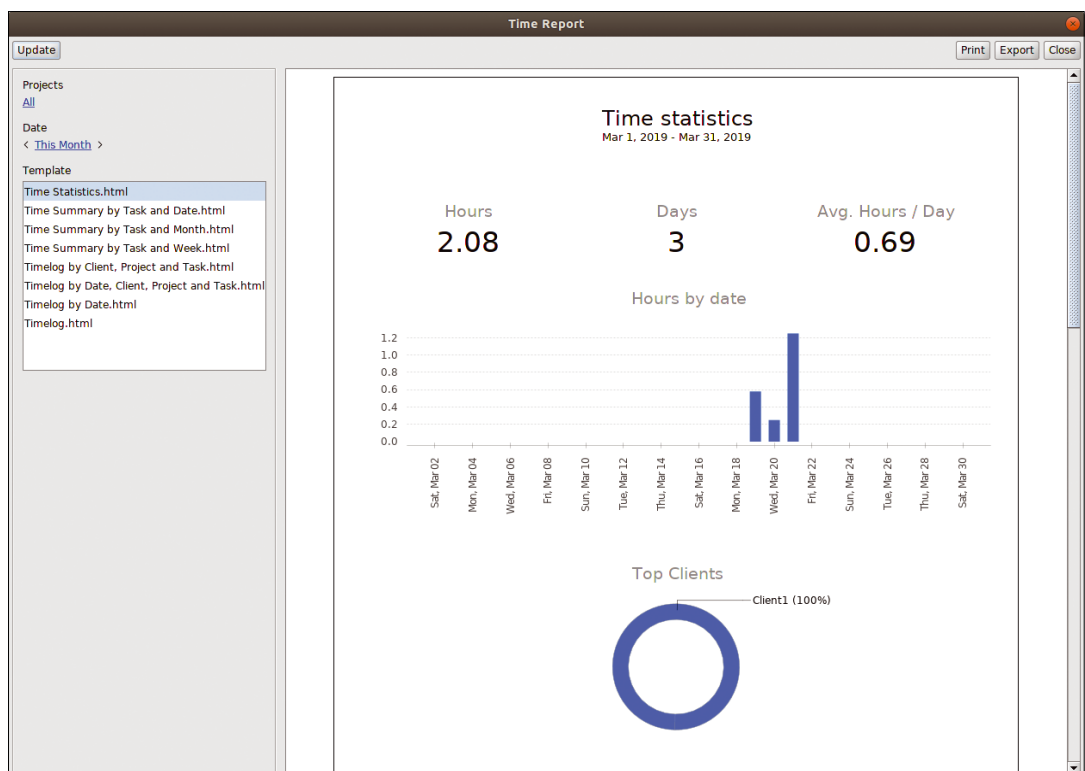 Time Report
Update
Print Export Close
Projects
All
Date
< This Month >
Template
Time Statistics.html
Time Summary by Task and Date.html
Time Summary by Task and Month.html
Time Summary by Task and Week.html
Timelog by Client, Project and Task.html
Timelog by Date, Client, Project and Task.html
Timelog by Date.html
Timelog.html
Time statistics
Mar 1, 2019 - Mar 31, 2019
Hours Days Avg. Hours / Day
2.08 3 0.69
Hours by date
1.2
1.0
0.8
0.6
0.4
0.2
0.0
Sat, Mar 02
Mon, Mar 04
Wed, Mar 06
Fri, Mar 08
Sun, Mar 10
Tue, Mar 12
Thu, Mar 14
Sat, Mar 16
Mon, Mar 18
Wed, Mar 20
Fri, Mar 22
Sun, Mar 24
Tue, Mar 26
Thu, Mar 28
Sat, Mar 30
Top Clients
Client1 (100%)